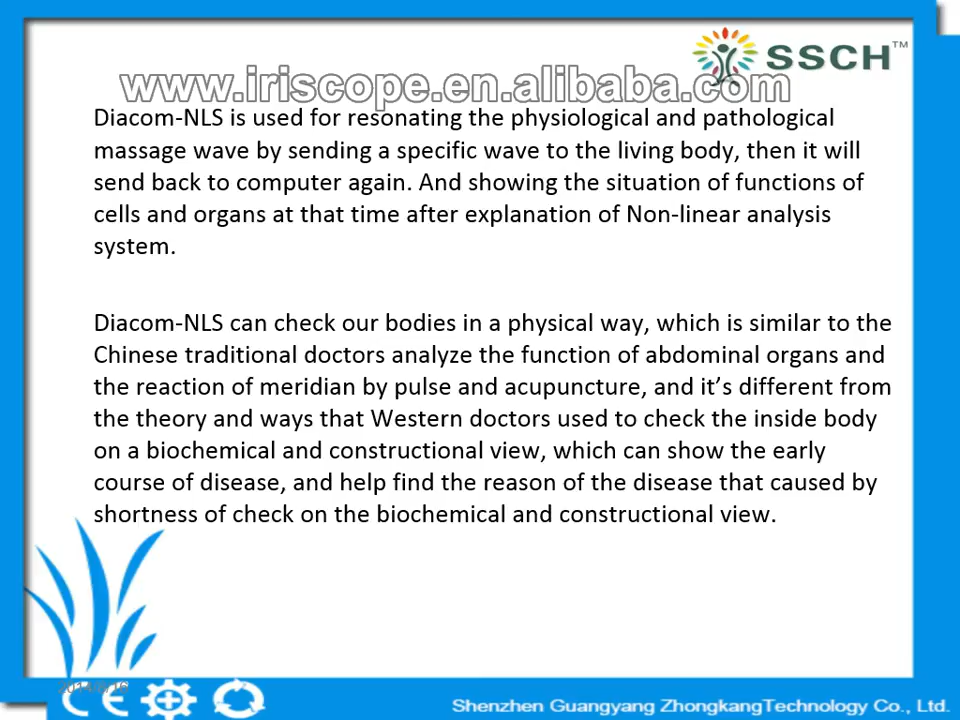 SSCH™
www.iriscope.en.alibaba.com
Diacom-NLS is used for resonating the physiological and pathological
massage wave by sending a specific wave to the living body, then it will
send back to computer again. And showing the situation of functions of
cells and organs at that time after explanation of Non-linear analysis
system.
Diacom-NLS can check our bodies in a physical way, which is similar to the
Chinese traditional doctors analyze the function of abdominal organs and
the reaction of meridian by pulse and acupuncture, and it’s different from
the theory and ways that Western doctors used to check the inside body
on a biochemical and constructional view, which can show the early
course of disease, and help find the reason of the disease that caused by
shortness of check on the biochemical and constructional view.
CE
Shenzhen Guangyang ZhongkangTechnology Co., Ltd.